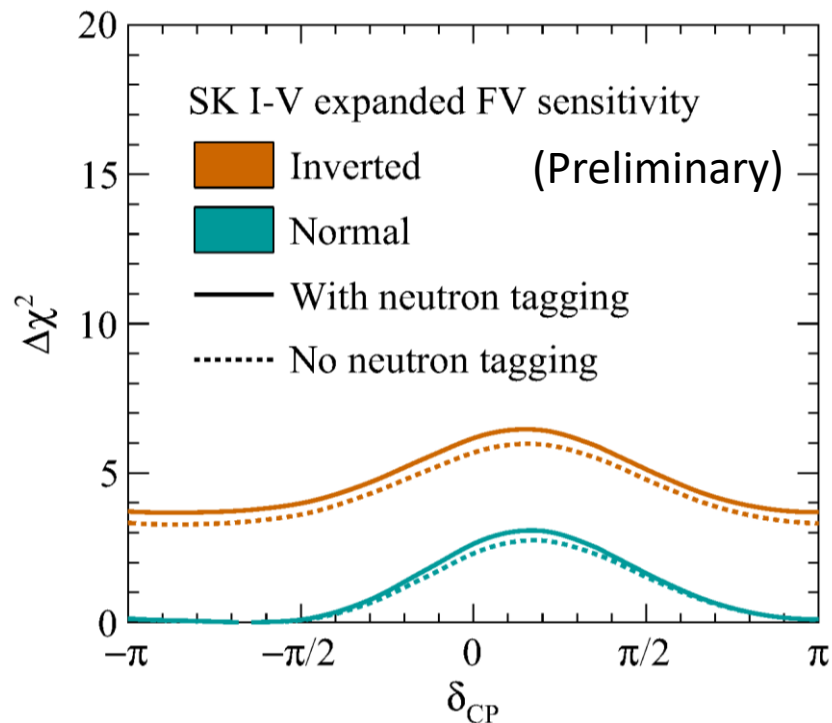 20
SK I-V expanded FV sensitivity
Inverted
(Preliminary)
15
Normal
With neutron tagging
10
No neutron tagging
Δχ²
5
0
−π
−π/2
0
π/2
π
δCP